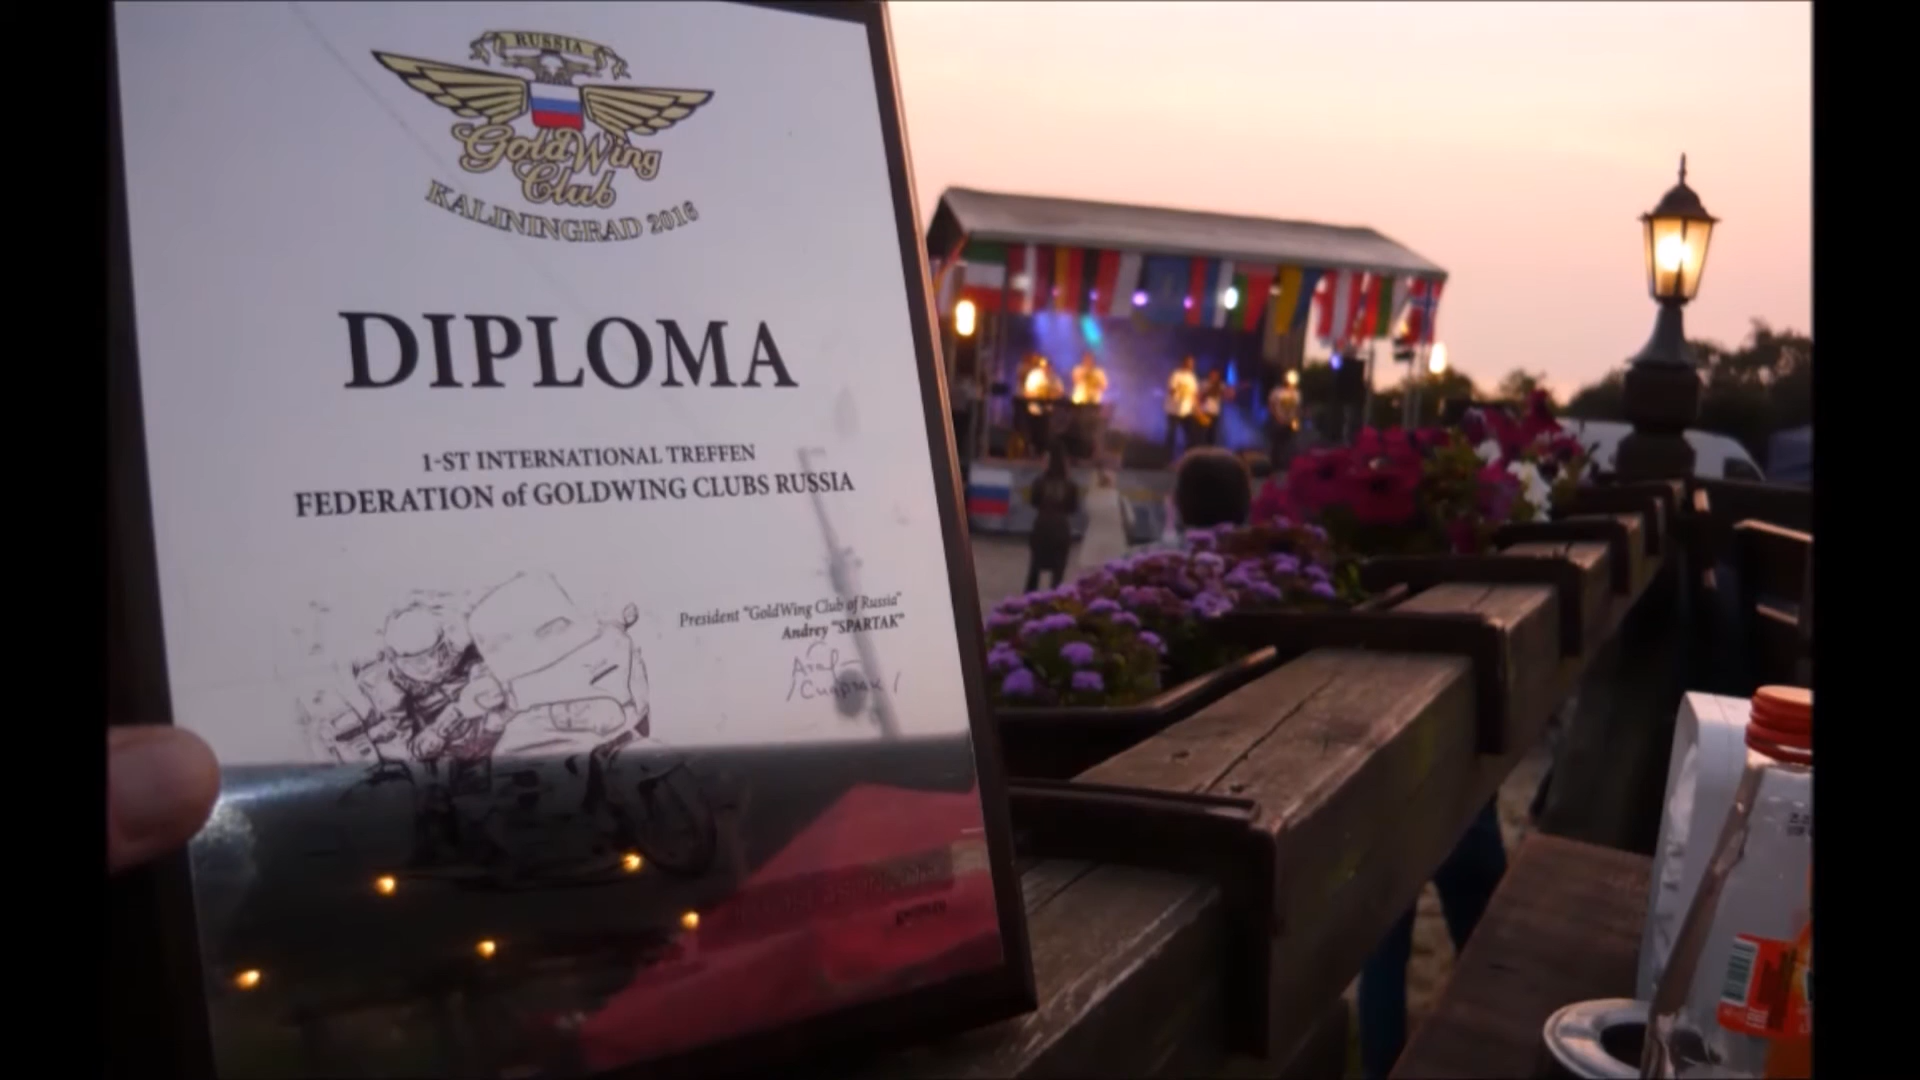 RUSSIA
GoldWing
Club
KALININGRAD 2016
DIPLOMA
1-ST INTERNATIONAL TREFFEN
FEDERATION of GOLDWING CLUBS RUSSIA
President "GoldWing Club of Russia"
Andrey "SPARTAK"